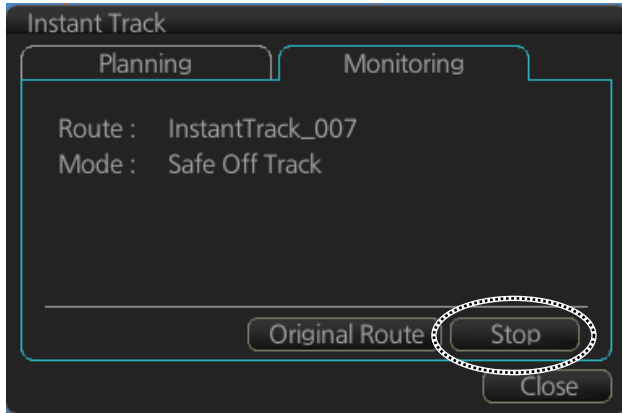 Instant Track
Planning Monitoring
Route : InstantTrack_007
Mode : Safe Off Track
Original Route Stop
Close